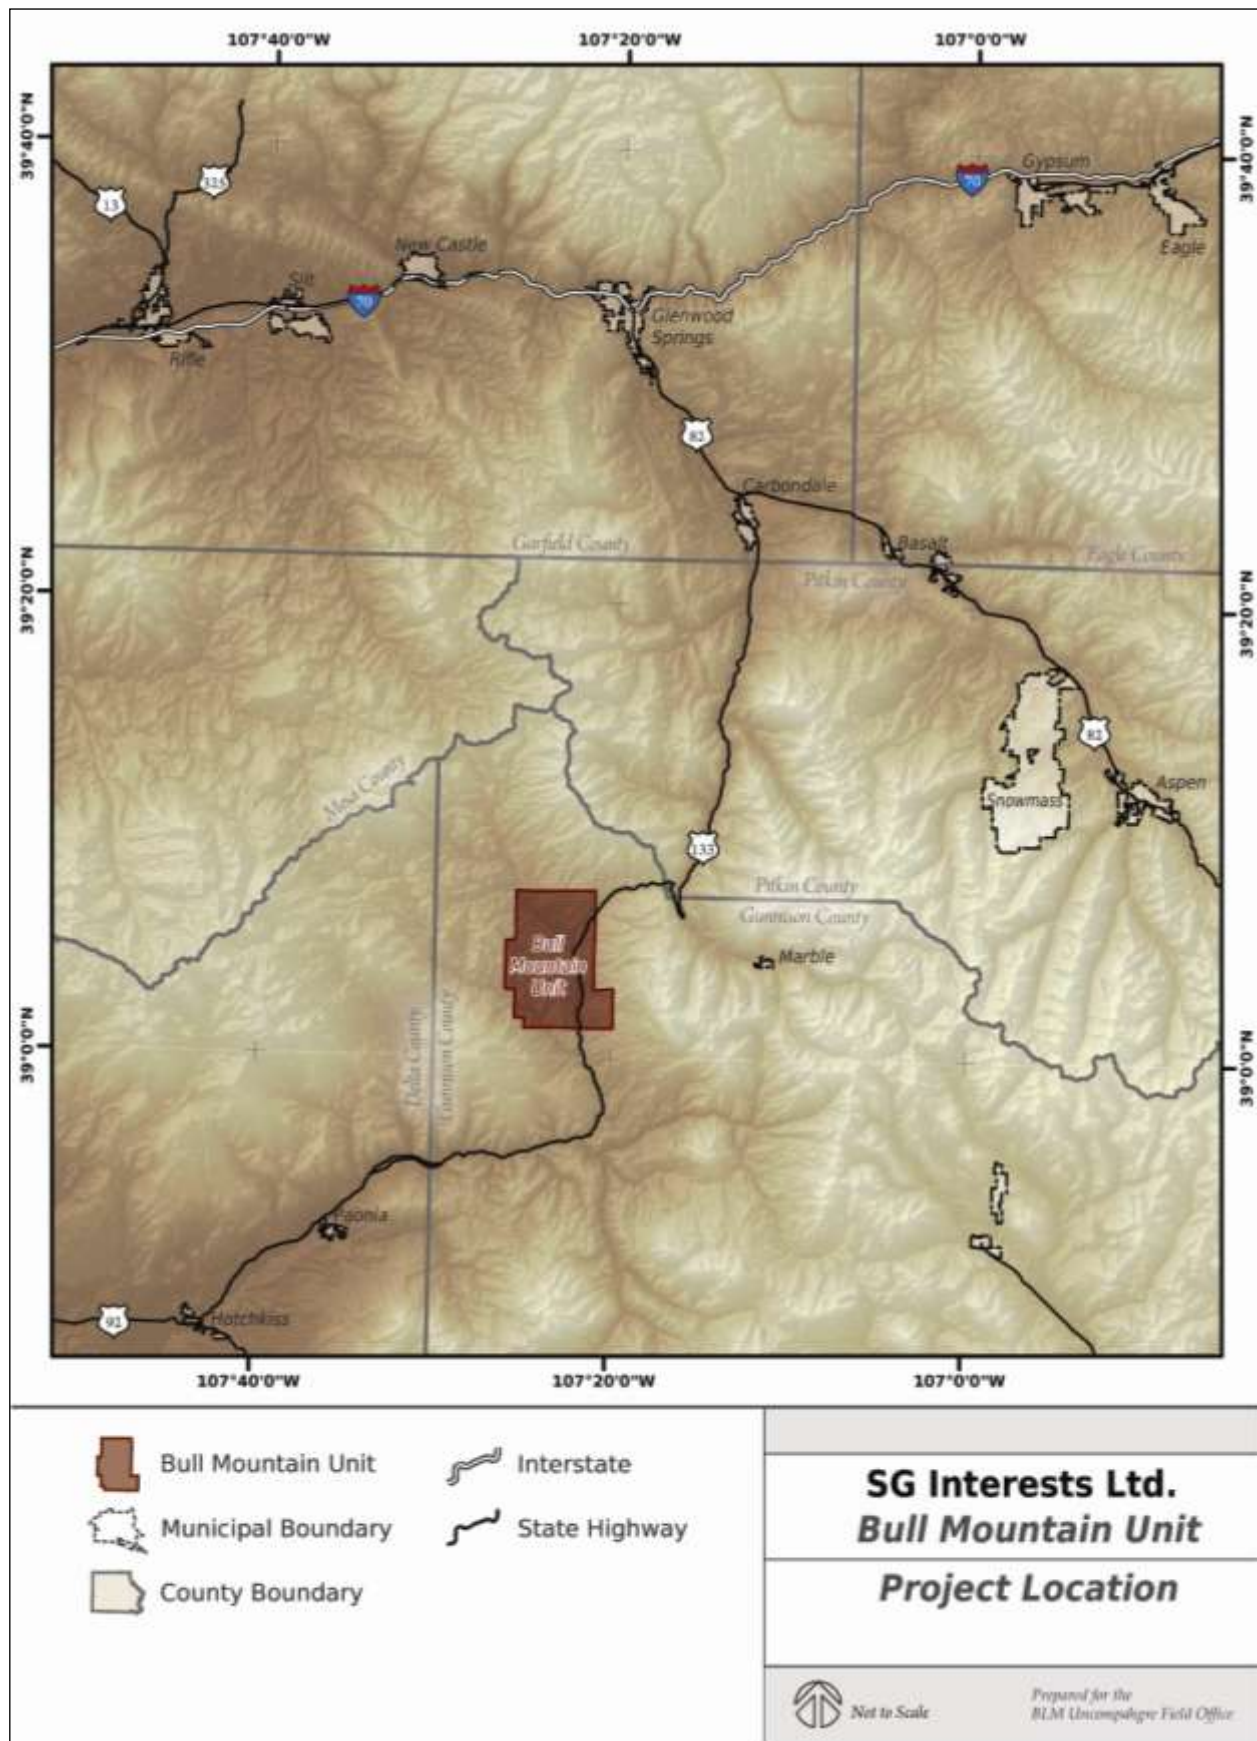 107°40'0"W
107°20'0"W
107°0'0"W
39°40'0"N
39°40'0"N
Gypsum
70
325
13
New Castle
Eagle
Silt
70
Glenwood
Springs
Rifle
82
Carbondale
Garfield County
Basalt
Eagle County
Pitkin County
39°20'0"N
39°20'0"N
82
Mesa County
Aspen
Snowmass
133
Pitkin County
Gunnison County
Bull
Mountain
Unit
Marble
39°0'0"N
39°0'0"N
Delta County
Gunnison County
Paonia
Hotchkiss
92
107°40'0"W
107°20'0"W
107°0'0"W
Bull Mountain Unit
Interstate
Municipal Boundary
State Highway
County Boundary
SG Interests Ltd.
Bull Mountain Unit
Project Location
Not to Scale
Prepared for the
BLM Uncompahgre Field Office